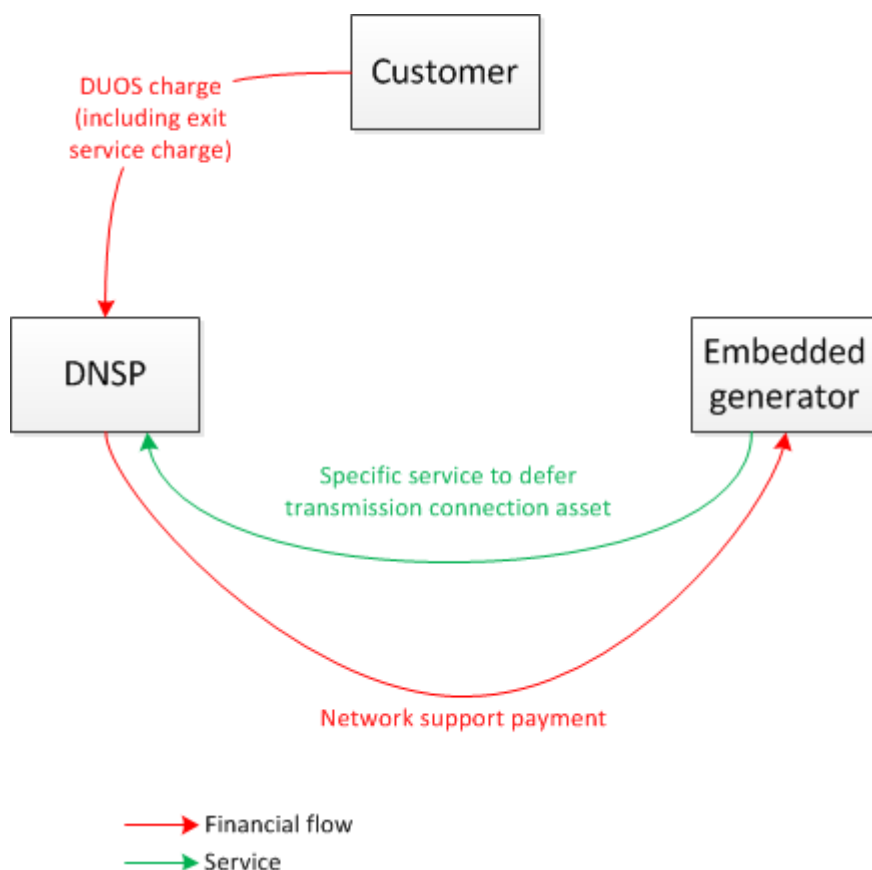 Customer
DUOS charge
(including exit
service charge)
DNSP
Embedded
generator
Specific service to defer
transmission connection asset
Network support payment
Financial flow
Service